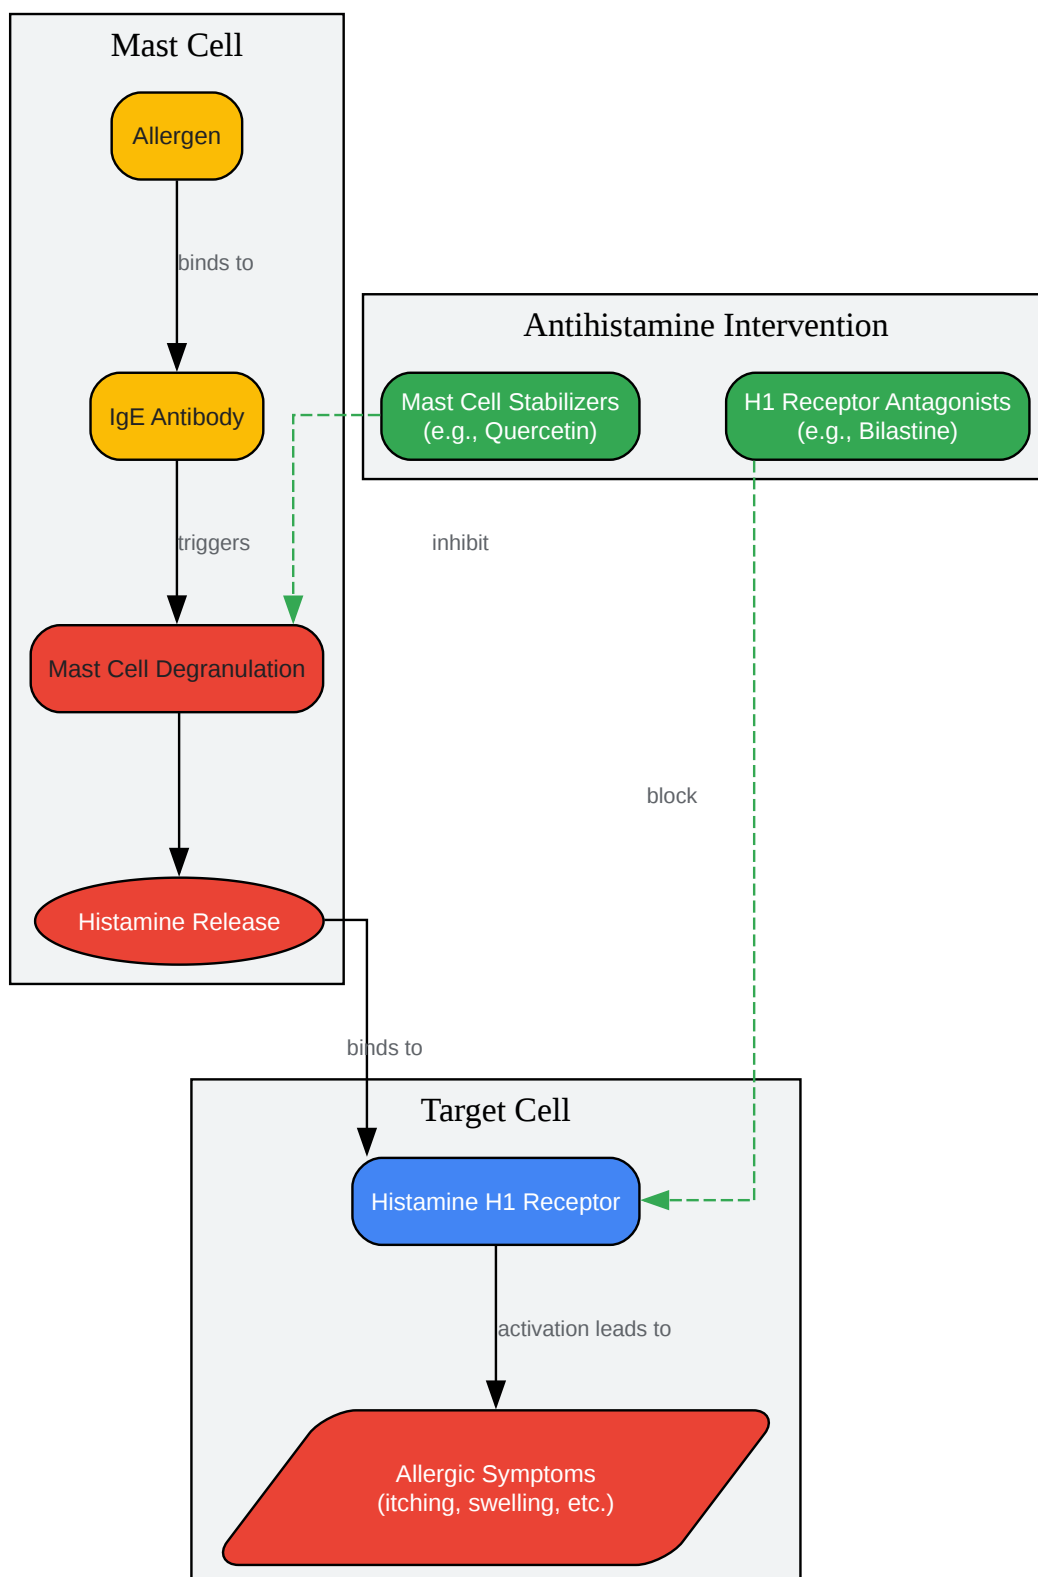 Mast Cell
Allergen
binds to
Antihistamine Intervention
IgE Antibody
Mast Cell Stabilizers
(e.g., Quercetin)
H1 Receptor Antagonists
(e.g., Bilastine)
triggers
inhibit
Mast Cell Degranulation
block
Histamine Release
binds to
Target Cell
Histamine H1 Receptor
activation leads to
Allergic Symptoms
(itching, swelling, etc.)